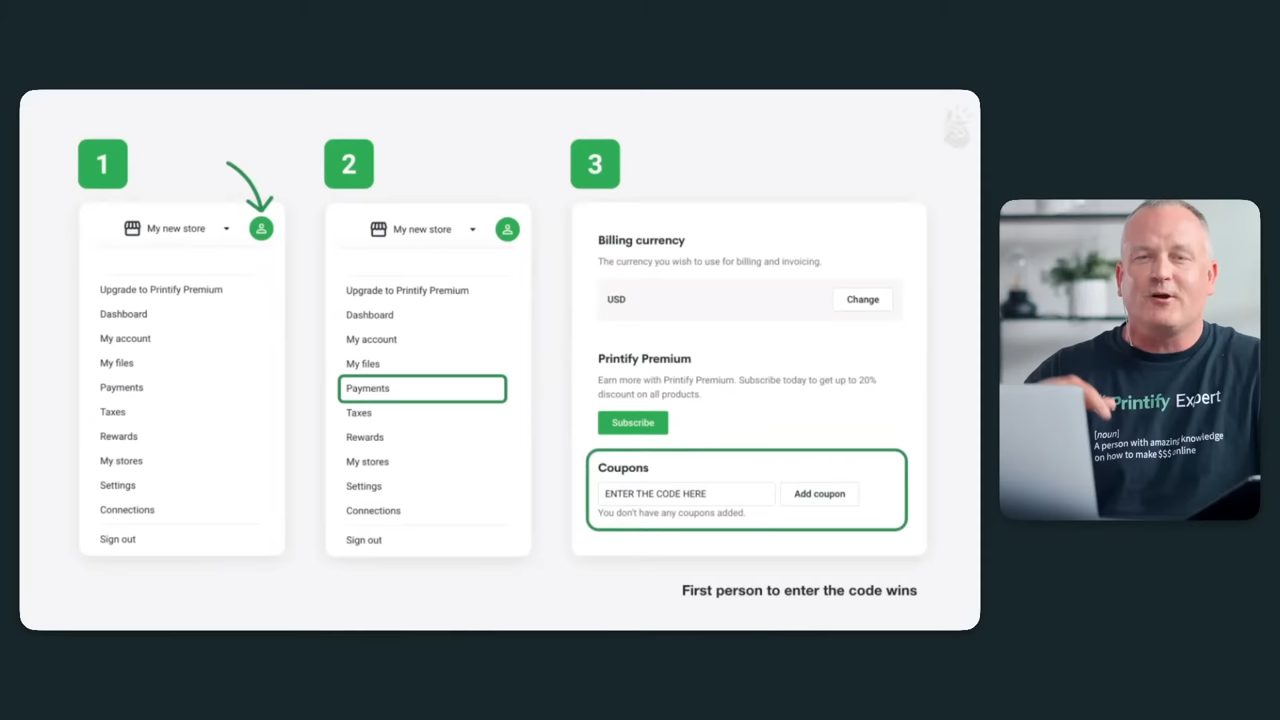 1
My new store
Upgrade to Printify Premium
Dashboard
My account
My files
Payments
Taxes
Rewards
My stores
Settings
Connections
Sign out
2
My new store
Upgrade to Printify Premium
Dashboard
My account
My files
Payments
Taxes
Rewards
My stores
Settings
Connections
Sign out
3
Billing currency
The currency you wish to use for billing and invoicing.
USD
Change
Printify Premium
Earn more with Printify Premium. Subscribe today to get up to 20%
discount on all products.
Subscribe
Coupons
ENTER THE CODE HERE
Add coupon
You don't have any coupons added.
First person to enter the code wins
Printify Expert
[noun]
A person with amazing knowledge
on how to make $$$ online